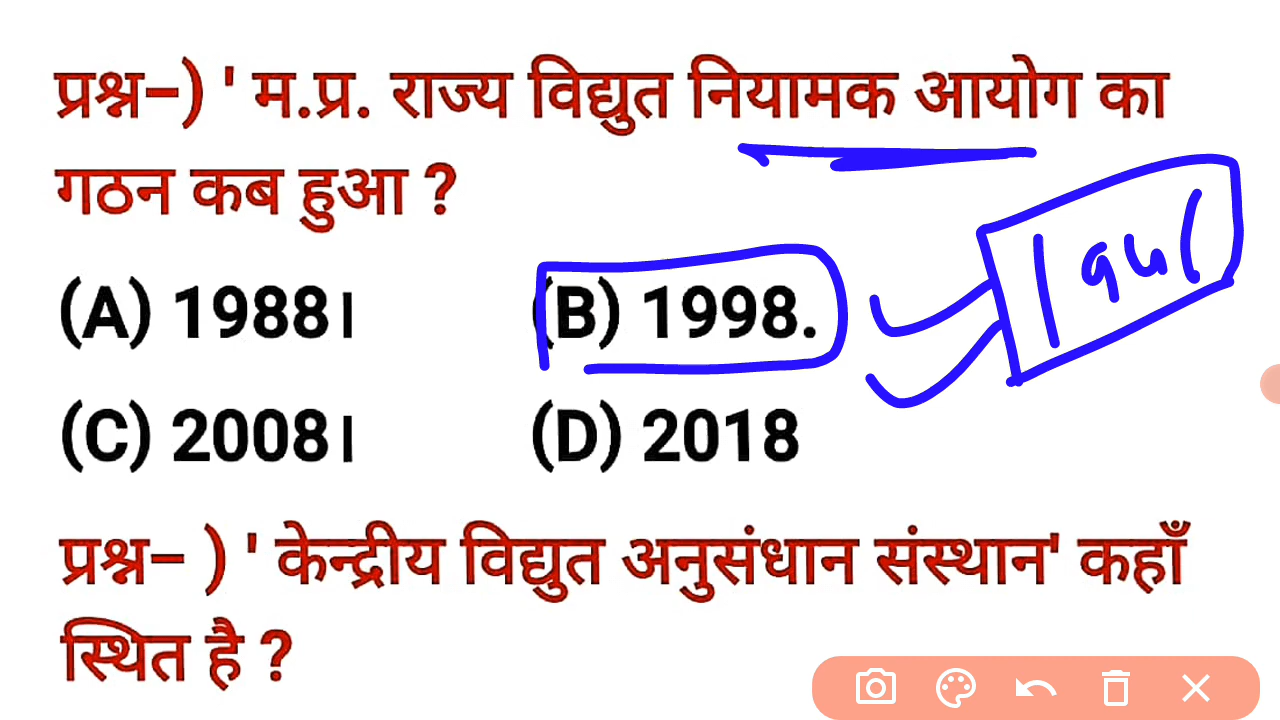 प्रश्न–) ' म.प्र. राज्य विद्युत नियामक आयोग का
गठन कब हुआ ?
(A) 1988। (B) 1998.
(C) 2008। (D) 2018
प्रश्न– ) ' केन्द्रीय विद्युत अनुसंधान संस्थान' कहाँ
स्थित है ?